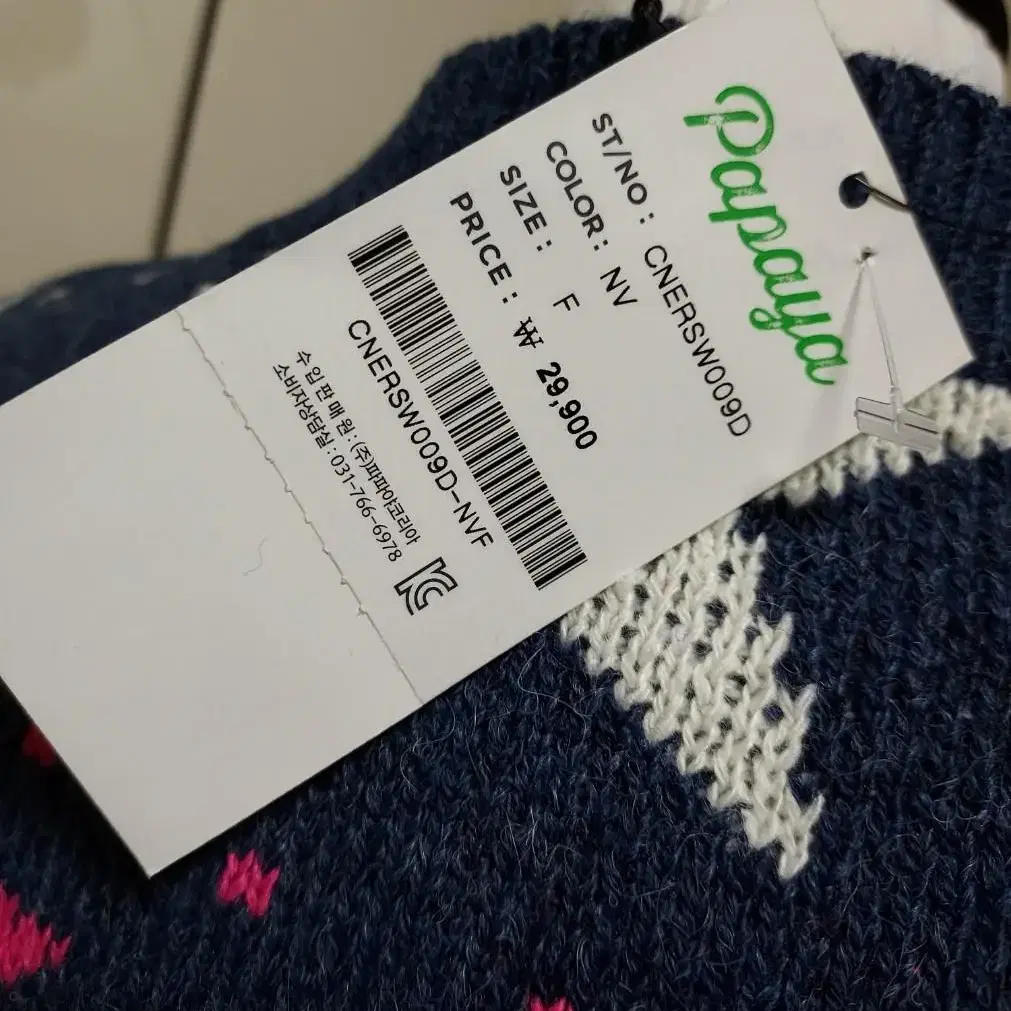 Papaya
ST/NO : CNERSW009D
COLOR : NV
SIZE : F
PRICE : ₩ 29,900
CNERSW009D-NVF
수 입 판 매 원 : (주)파파야코리아
소비자상담실 : 031-766-6978